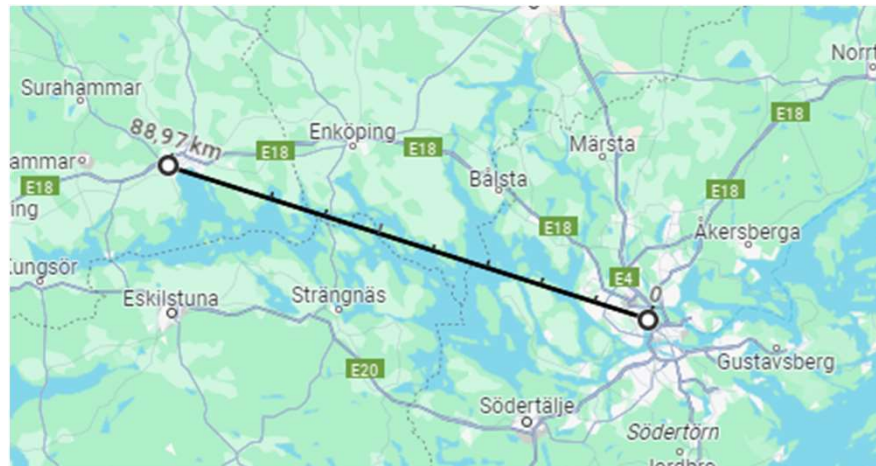 Norrt
Surahammar
E18
88,97 km
Enköping
E18
E18
Märsta
ammar
E18
Bålsta
E18
ing
E18
Åkersberga
Kungsör
E4
0
Eskilstuna
Strängnäs
Gustavsberg
E20
Södertälje
Södertörn
Jordbro